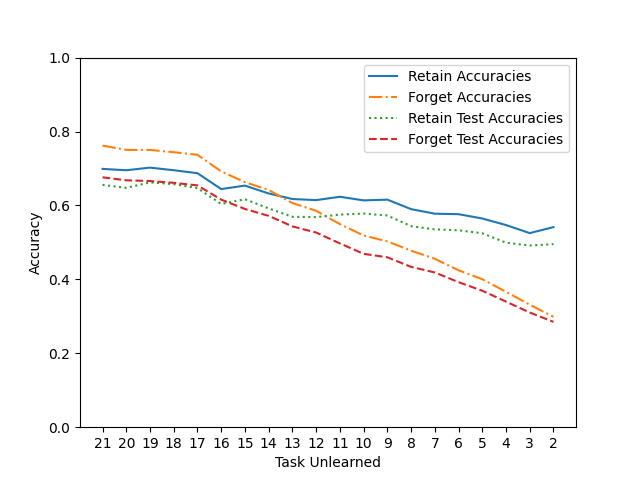 1.0
0.8
0.6
0.4
0.2
0.0
Accuracy
Retain Accuracies
Forget Accuracies
Retain Test Accuracies
Forget Test Accuracies
21 20 19 18 17 16 15 14 13 12 11 10 9 8 7 6 5 4 3 2
Task Unlearned